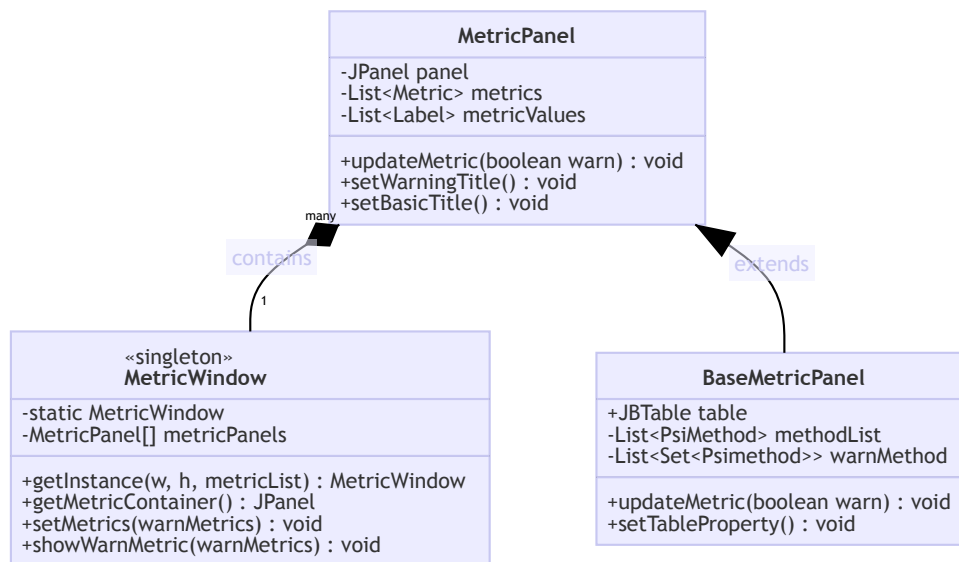 MetricPanel
-JPanel panel
-List<Metric> metrics
-List<Label> metricValues
+updateMetric(boolean warn) : void
+setWarningTitle() : void
+setBasicTitle() : void
many
contains
extends
1
«singleton»
MetricWindow
-static MetricWindow
-MetricPanel[] metricPanels
+getInstance(w, h, metricList) : MetricWindow
+getMetricContainer() : JPanel
+setMetrics(warnMetrics) : void
+showWarnMetric(warnMetrics) : void
BaseMetricPanel
+JBTable table
-List<PsiMethod> methodList
-List<Set<Psimethod>> warnMethod
+updateMetric(boolean warn) : void
+setTableProperty() : void